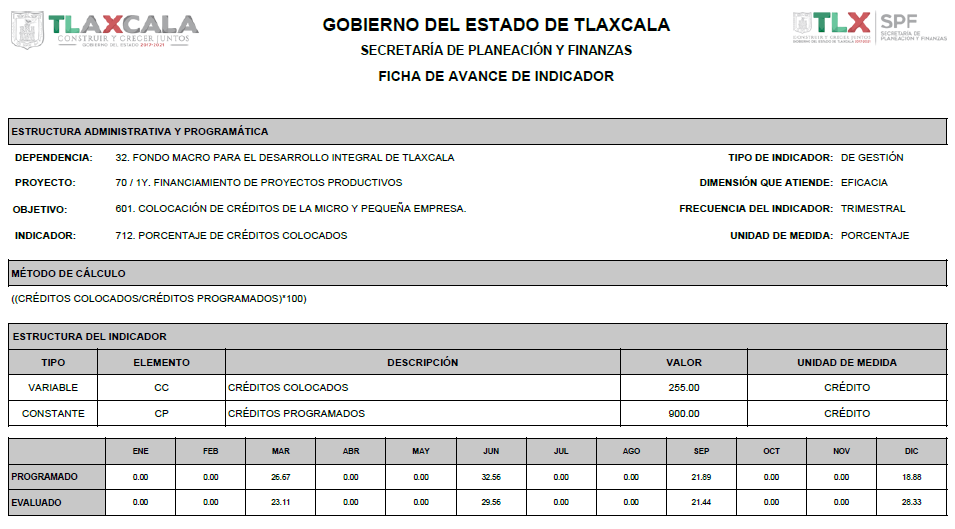 TLAXCALA
CONSTRUIR Y CRECER JUNTOS
GOBIERNO DEL ESTADO 2017-2021
GOBIERNO DEL ESTADO DE TLAXCALA
SECRETARÍA DE PLANEACIÓN Y FINANZAS
FICHA DE AVANCE DE INDICADOR
TLX
CONSTRUIR Y CRECER JUNTOS
SPF
SECRETARÍA DE
PLANEACIÓN Y FINANZAS
ESTRUCTURA ADMINISTRATIVA Y PROGRAMÁTICA
DEPENDENCIA: 32. FONDO MACRO PARA EL DESARROLLO INTEGRAL DE TLAXCALA TIPO DE INDICADOR: DE GESTIÓN
PROYECTO: 70 / 1Y. FINANCIAMIENTO DE PROYECTOS PRODUCTIVOS DIMENSIÓN QUE ATIENDE: EFICACIA
OBJETIVO: 601. COLOCACIÓN DE CRÉDITOS DE LA MICRO Y PEQUEÑA EMPRESA. FRECUENCIA DEL INDICADOR: TRIMESTRAL
INDICADOR: 712. PORCENTAJE DE CRÉDITOS COLOCADOS UNIDAD DE MEDIDA: PORCENTAJE
MÉTODO DE CÁLCULO
((CRÉDITOS COLOCADOS/CRÉDITOS PROGRAMADOS)*100)
ESTRUCTURA DEL INDICADOR
TIPO ELEMENTO DESCRIPCIÓN VALOR UNIDAD DE MEDIDA
VARIABLE CC CRÉDITOS COLOCADOS 255.00 CRÉDITO
CONSTANTE CP CRÉDITOS PROGRAMADOS 900.00 CRÉDITO
ENE FEB MAR ABR MAY JUN JUL AGO SEP OCT NOV DIC
PROGRAMADO 0.00 0.00 26.67 0.00 0.00 32.56 0.00 0.00 21.89 0.00 0.00 18.88
EVALUADO 0.00 0.00 23.11 0.00 0.00 29.56 0.00 0.00 21.44 0.00 0.00 28.33